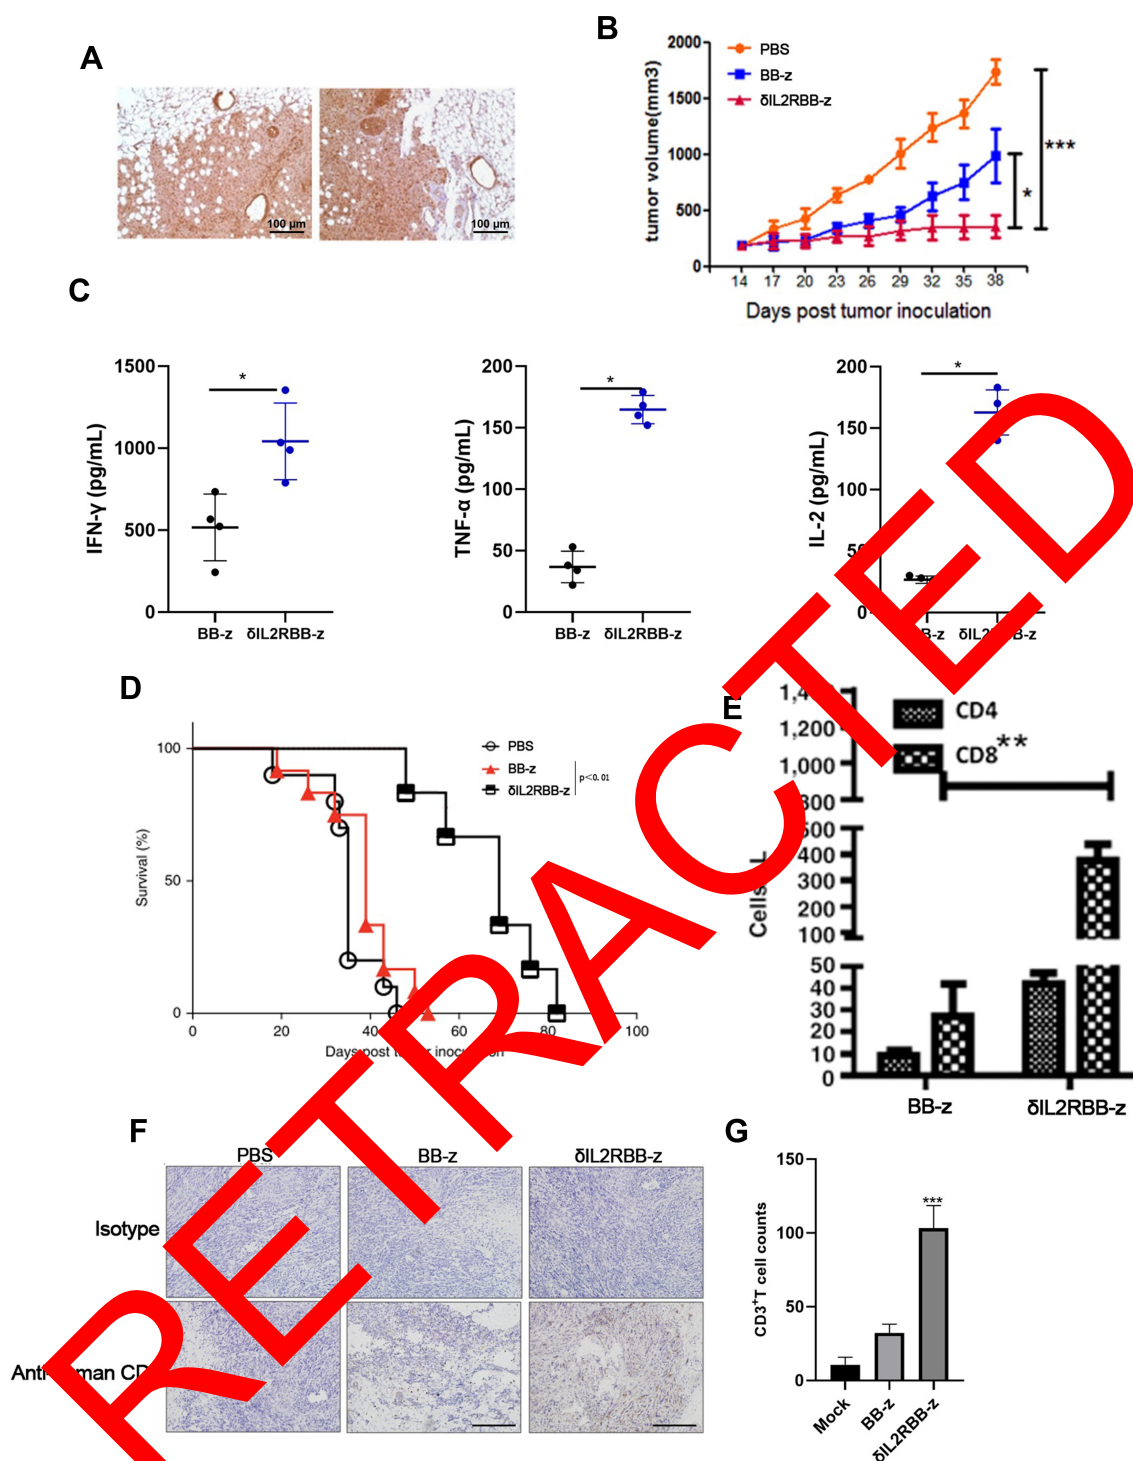 A
100 µm
100 µm
B
2000
1500
1000
500
0
tumor volume(mm3)
PBS
BB-z
δIL2RBB-z
***
*
14 17 20 23 26 29 32 35 38
Days post tumor inoculation
C
1500
1000
500
0
IFN-γ (pg/mL)
*
BB-z δIL2RBB-z
200
150
100
50
0
TNF-α (pg/mL)
*
BB-z δIL2RBB-z
200
150
100
0
IL-2 (pg/mL)
*
D
100
50
0
Survival (%)
PBS
BB-z
δIL2RBB-z
p<0.01
0 20 40 60 80 100
E
1,200
1,000
CD4
CD8
**
500
400
300
200
100
50
40
30
20
10
0
BB-z δIL2RBB-z
F
PBS BB-z δIL2RBB-z
Isotype
G
150
100
50
0
CD3+T cell counts
***
Mock
BB-z
δIL2RBB-z
RETRACTED